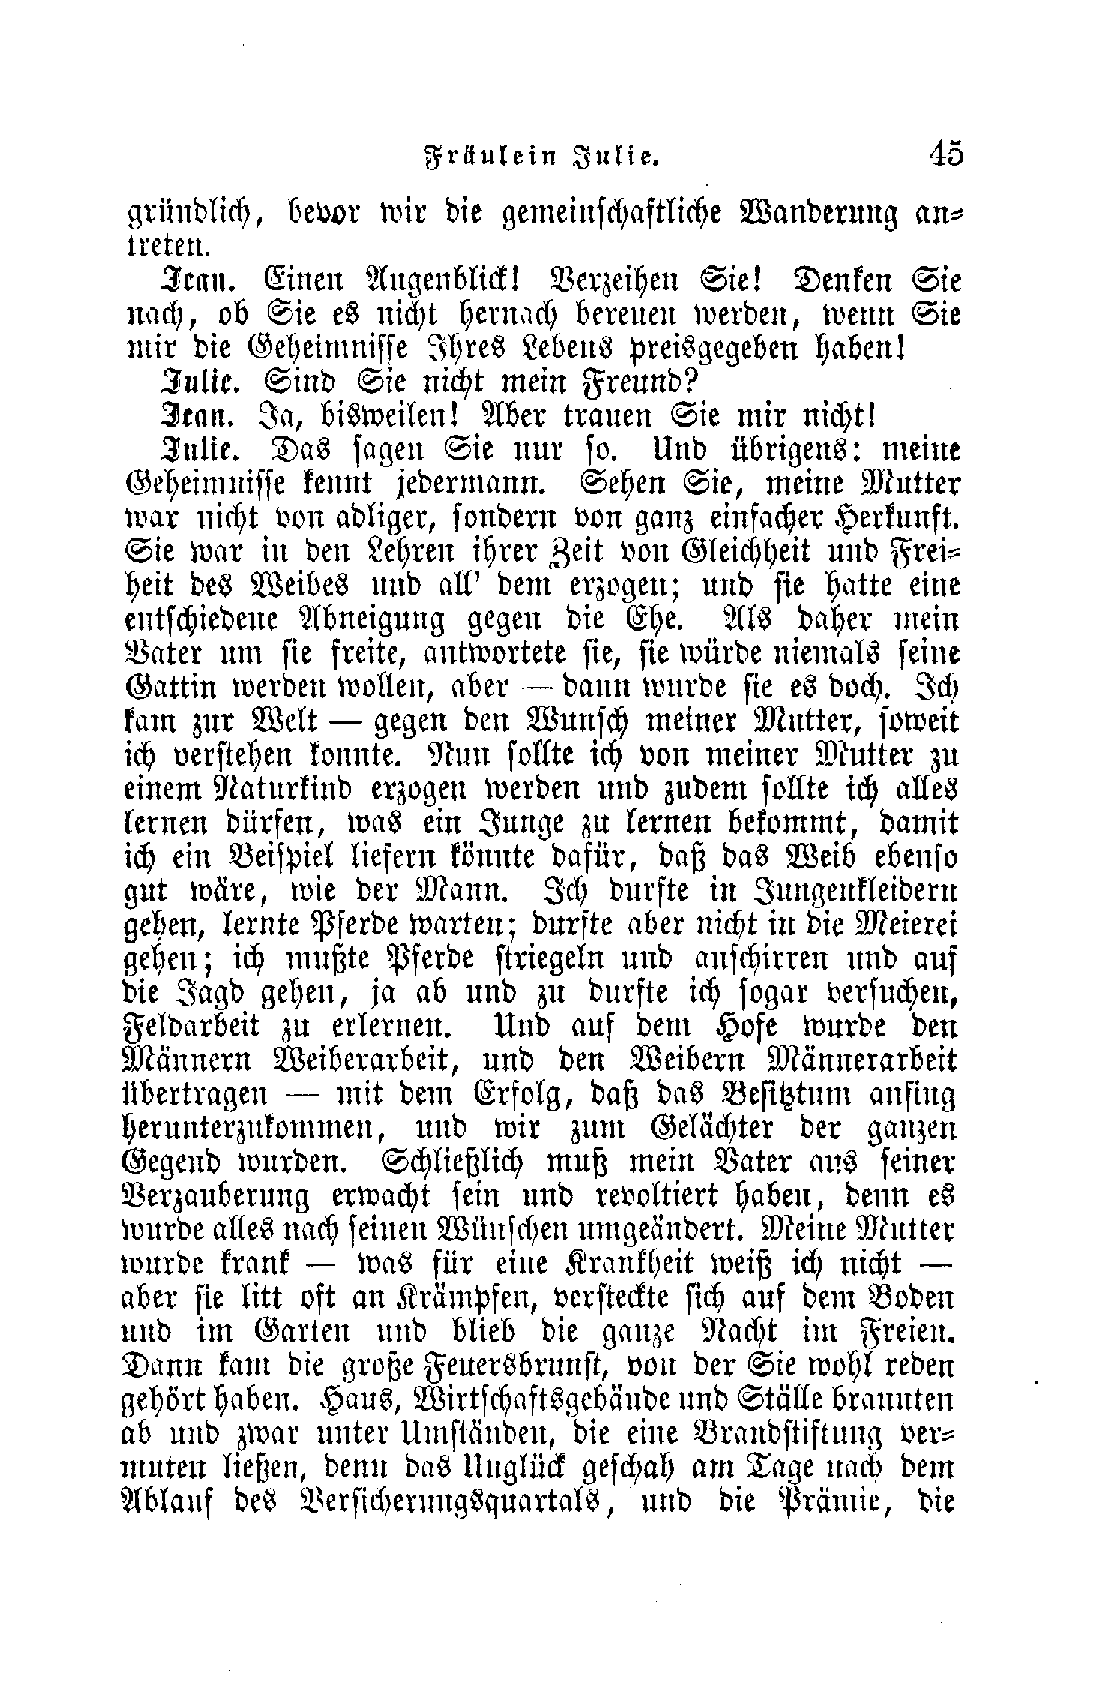 Fräulein Julie. 45
gründlich, bevor wir die gemeinschaftliche Wanderung an-
treten.
Jean. Einen Augenblick! Verzeihen Sie! Denken Sie
nach, ob Sie es nicht hernach bereuen werden, wenn Sie
mir die Geheimnisse Ihres Lebens preisgegeben haben!
Julie. Sind Sie nicht mein Freund?
Jean. Ja, bisweilen! Aber trauen Sie mir nicht!
Julie. Das sagen Sie nur so. Und übrigens: meine
Geheimnisse kennt jedermann. Sehen Sie, meine Mutter
war nicht von adliger, sondern von ganz einfacher Herkunft.
Sie war in den Lehren ihrer Zeit von Gleichheit und Frei-
heit des Weibes und all' dem erzogen; und sie hatte eine
entschiedene Abneigung gegen die Ehe. Als daher mein
Vater um sie freite, antwortete sie, sie würde niemals seine
Gattin werden wollen, aber — dann wurde sie es doch. Ich
kam zur Welt — gegen den Wunsch meiner Mutter, soweit
ich verstehen konnte. Nun sollte ich von meiner Mutter zu
einem Naturkind erzogen werden und zudem sollte ich alles
lernen dürfen, was ein Junge zu lernen bekommt, damit
ich ein Beispiel liefern könnte dafür, daß das Weib ebenso
gut wäre, wie der Mann. Ich durfte in Jungenkleidern
gehen, lernte Pferde warten; durfte aber nicht in die Meierei
gehen; ich mußte Pferde striegeln und anschirren und auf
die Jagd gehen, ja ab und zu durfte ich sogar versuchen,
Feldarbeit zu erlernen. Und auf dem Hofe wurde den
Männern Weiberarbeit, und den Weibern Männerarbeit
übertragen — mit dem Erfolg, daß das Besitztum anfing
herunterzukommen, und wir zum Gelächter der ganzen
Gegend wurden. Schließlich muß mein Vater aus seiner
Verzauberung erwacht sein und revoltiert haben, denn es
wurde alles nach seinen Wünschen umgeändert. Meine Mutter
wurde krank — was für eine Krankheit weiß ich nicht —
aber sie litt oft an Krämpfen, versteckte sich auf dem Boden
und im Garten und blieb die ganze Nacht im Freien.
Dann kam die große Feuersbrunst, von der Sie wohl reden
gehört haben. Haus, Wirtschaftsgebäude und Ställe brannten
ab und zwar unter Umständen, die eine Brandstiftung ver-
muten ließen, denn das Unglück geschah am Tage nach dem
Ablauf des Versicherungsquartals, und die Prämie, die